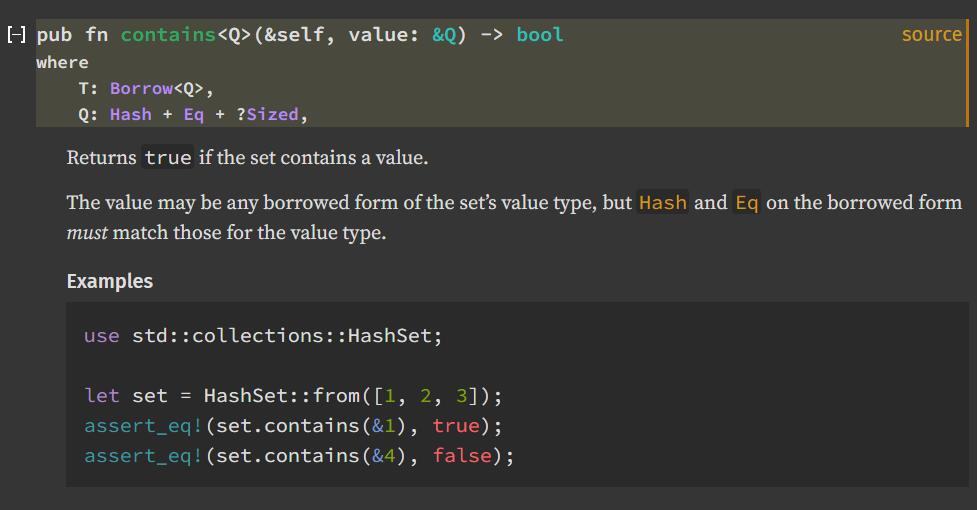 [−] pub fn contains<Q>(&self, value: &Q) -> bool source
where
    T: Borrow<Q>,
    Q: Hash + Eq + ?Sized,
Returns true if the set contains a value.
The value may be any borrowed form of the set’s value type, but Hash and Eq on the borrowed form
must match those for the value type.
Examples
use std::collections::HashSet;
let set = HashSet::from([1, 2, 3]);
assert_eq!(set.contains(&1), true);
assert_eq!(set.contains(&4), false);